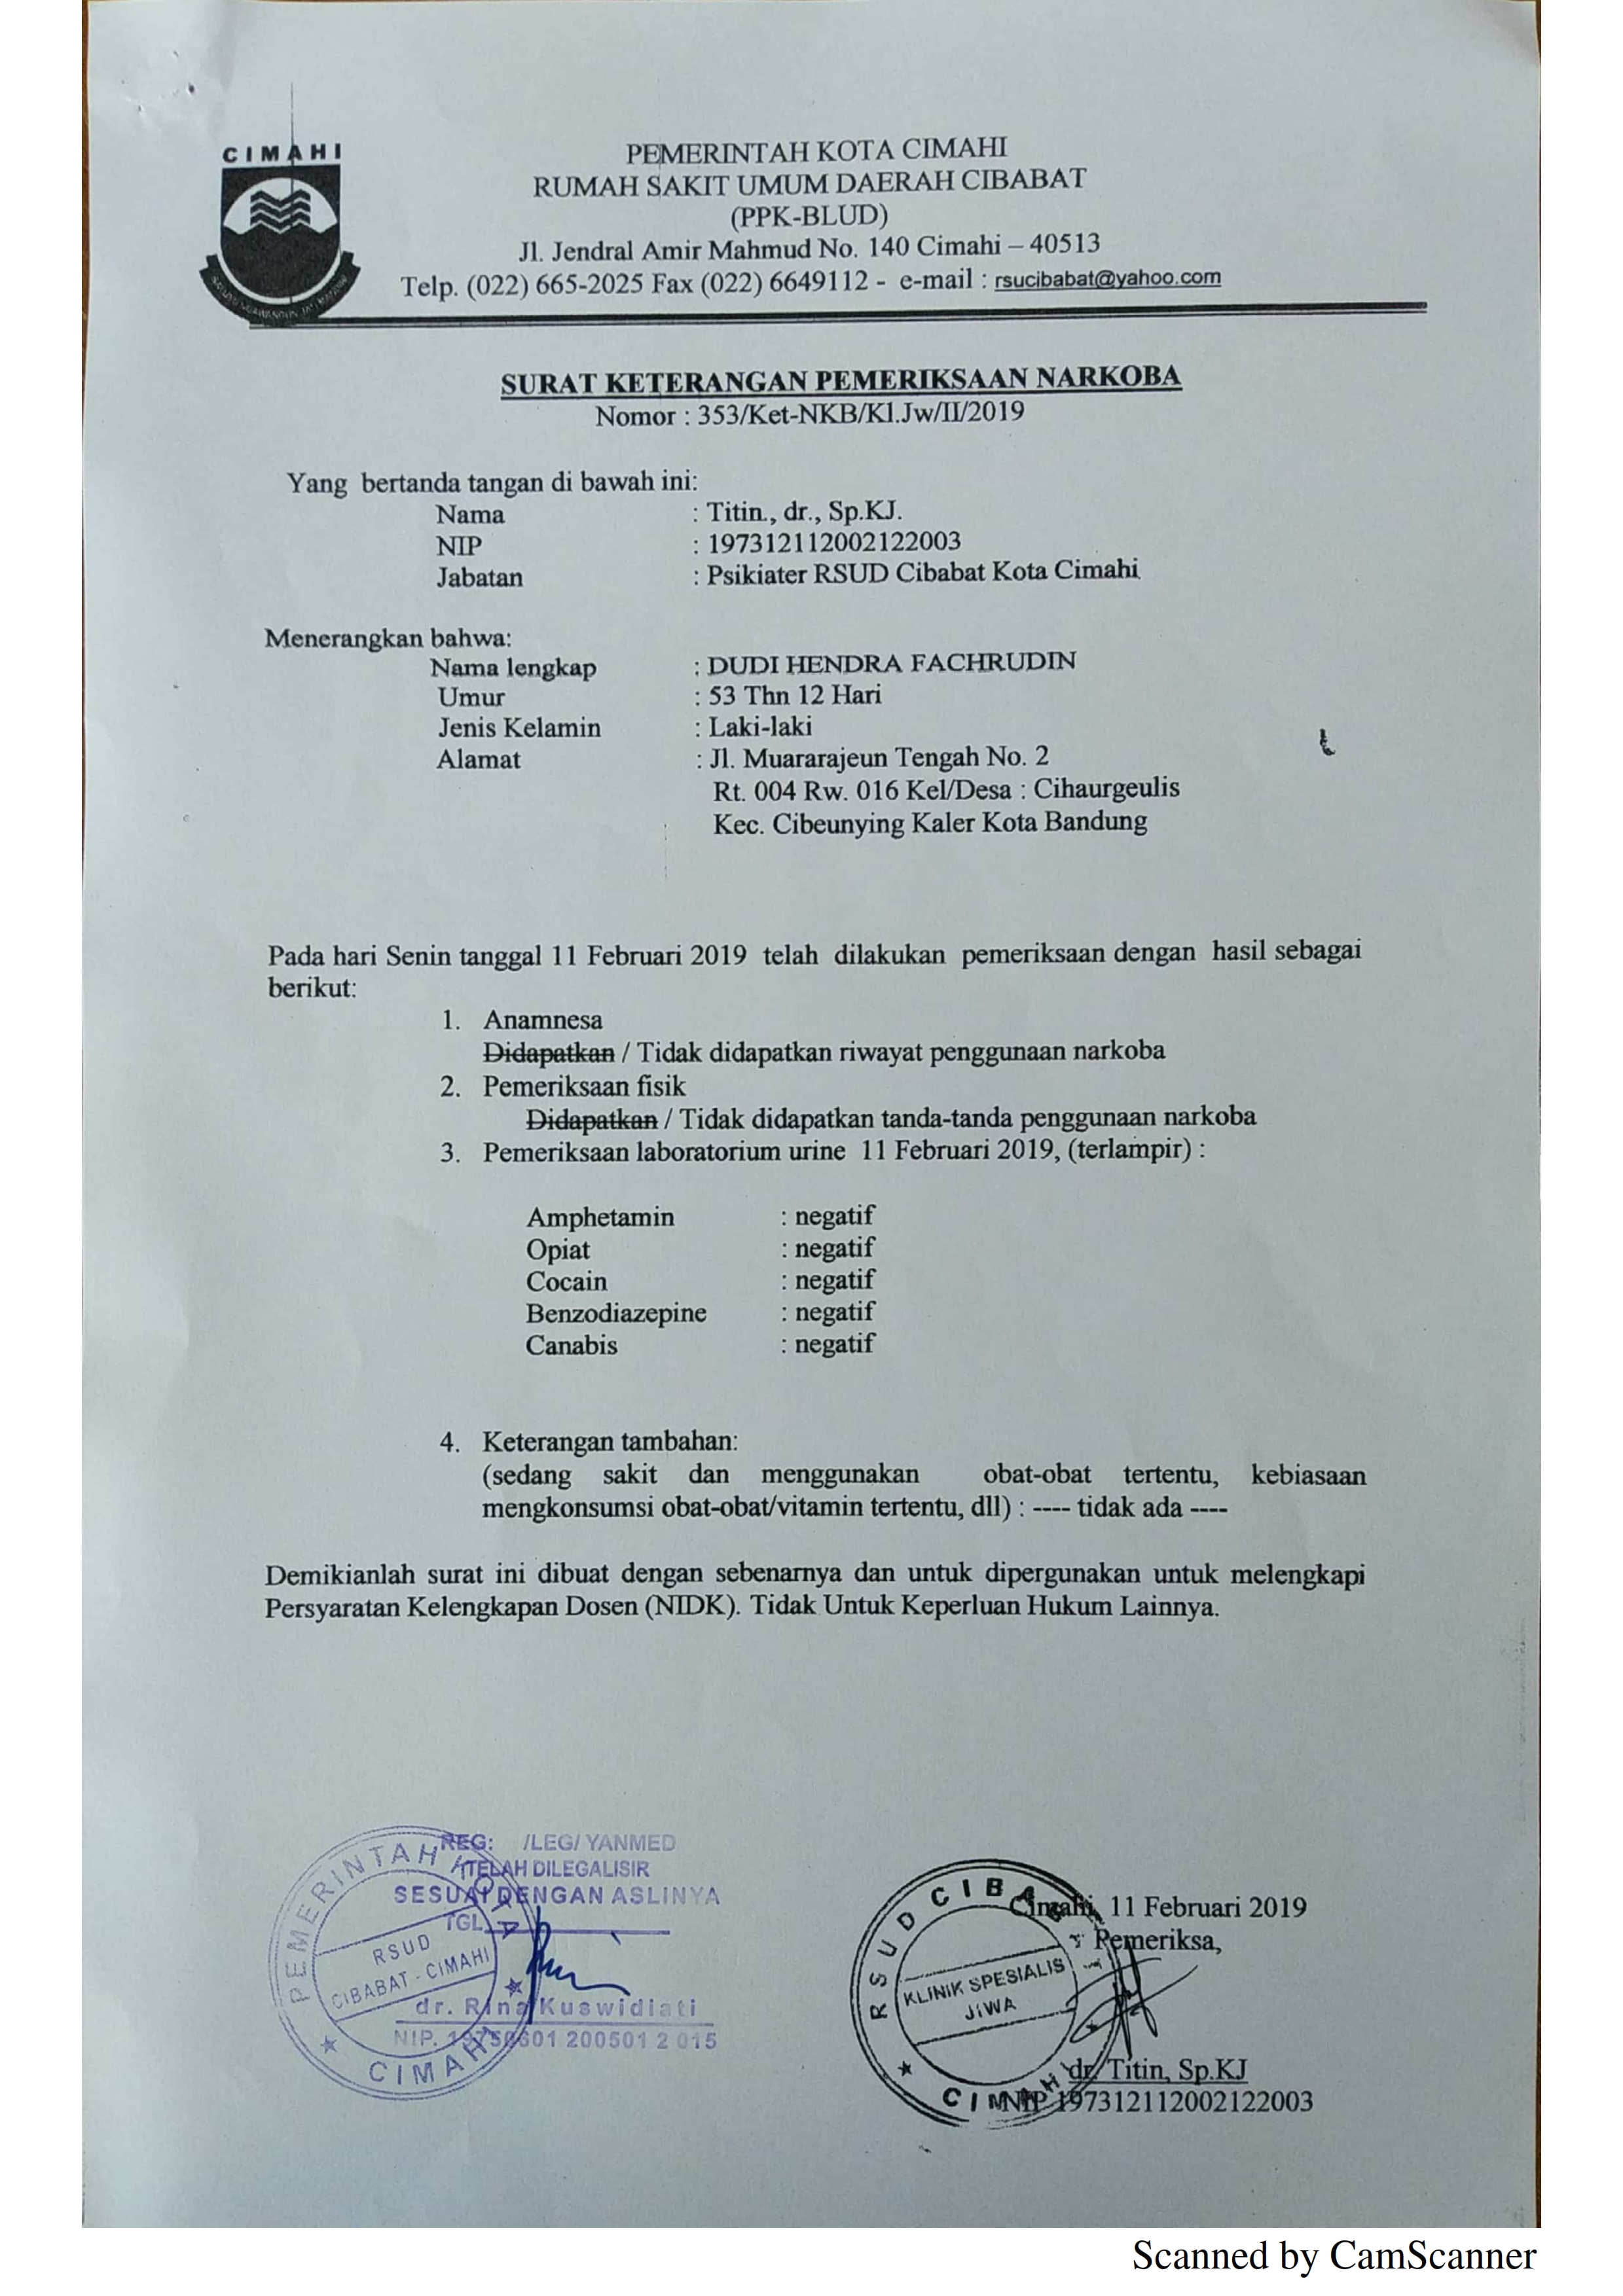 CIMAHI
PEMERINTAH KOTA CIMAHI
RUMAH SAKIT UMUM DAERAH CIBABAT
(PPK-BLUD)
Jl. Jendral Amir Mahmud No. 140 Cimahi – 40513
Telp. (022) 665-2025 Fax (022) 6649112 - e-mail : rsucibabat@yahoo.com
SURAT KETERANGAN PEMERIKSAAN NARKOBA
Nomor : 353/Ket-NKB/Kl.Jw/II/2019
Yang bertanda tangan di bawah ini:
Nama : Titin., dr., Sp.KJ.
NIP : 197312112002122003
Jabatan : Psikiater RSUD Cibabat Kota Cimahi
Menerangkan bahwa:
Nama lengkap : DUDI HENDRA FACHRUDIN
Umur : 53 Thn 12 Hari
Jenis Kelamin : Laki-laki
Alamat : Jl. Muararajeun Tengah No. 2
Rt. 004 Rw. 016 Kel/Desa : Cihaurgeulis
Kec. Cibeunying Kaler Kota Bandung
Pada hari Senin tanggal 11 Februari 2019 telah dilakukan pemeriksaan dengan hasil sebagai
berikut:
1. Anamnesa
Didapatkan / Tidak didapatkan riwayat penggunaan narkoba
2. Pemeriksaan fisik
Didapatkan / Tidak didapatkan tanda-tanda penggunaan narkoba
3. Pemeriksaan laboratorium urine 11 Februari 2019, (terlampir) :
Amphetamin : negatif
Opiat : negatif
Cocain : negatif
Benzodiazepine : negatif
Canabis : negatif
4. Keterangan tambahan:
(sedang sakit dan menggunakan obat-obat tertentu, kebiasaan
mengkonsumsi obat-obat/vitamin tertentu, dll) : ---- tidak ada ----
Demikianlah surat ini dibuat dengan sebenarnya dan untuk dipergunakan untuk melengkapi
Persyaratan Kelengkapan Dosen (NIDK). Tidak Untuk Keperluan Hukum Lainnya.
REG: /LEG/ YANMED
TELAH DILEGALISIR
SESUAI DENGAN ASLINYA
TGL
PEMERINTAH KOTA
RSUD
CIBABAT - CIMAHI
CIMAHI
dr. Rina Kuswidiati
NIP. 19750601 200501 2 015
RSUD CIBABAT
KLINIK SPESIALIS
JIWA
CIMAHI
Cimahi, 11 Februari 2019
Pemeriksa,
dr. Titin, Sp.KJ
NIP 197312112002122003
Scanned by CamScanner